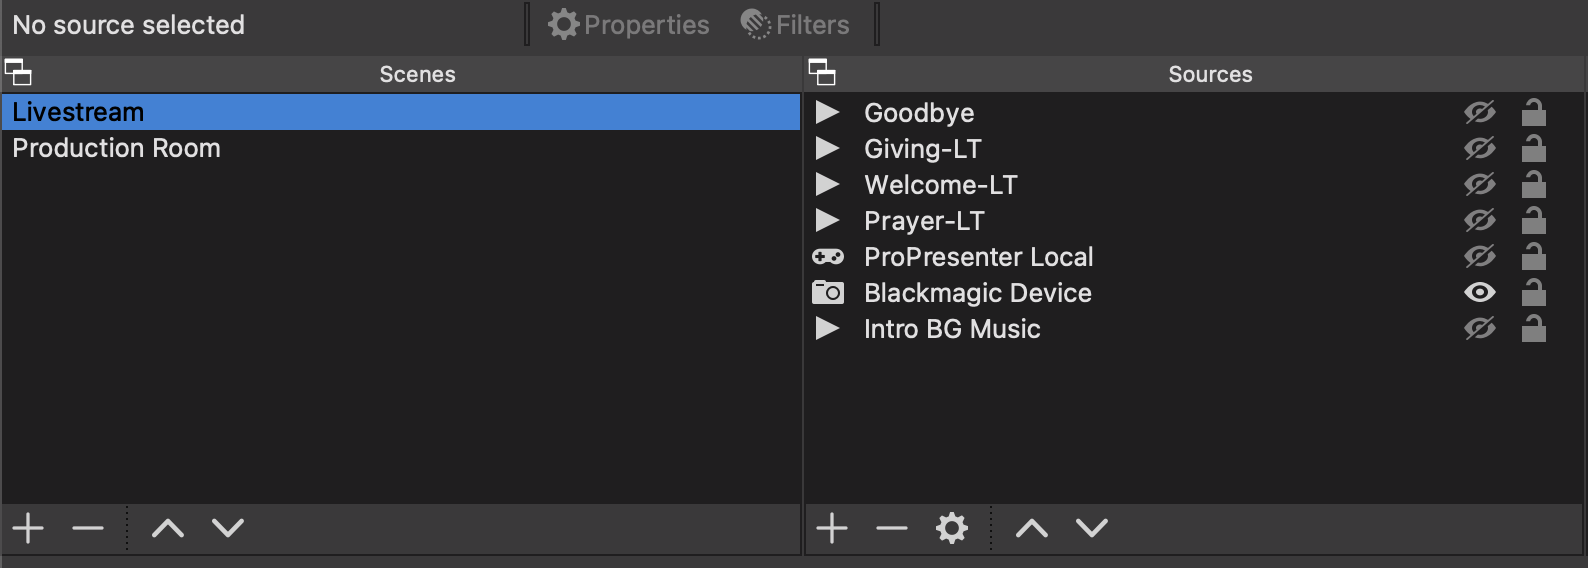 No source selected
Properties
Filters
Scenes
Livestream
Production Room
Sources
Goodbye
Giving-LT
Welcome-LT
Prayer-LT
ProPresenter Local
Blackmagic Device
Intro BG Music